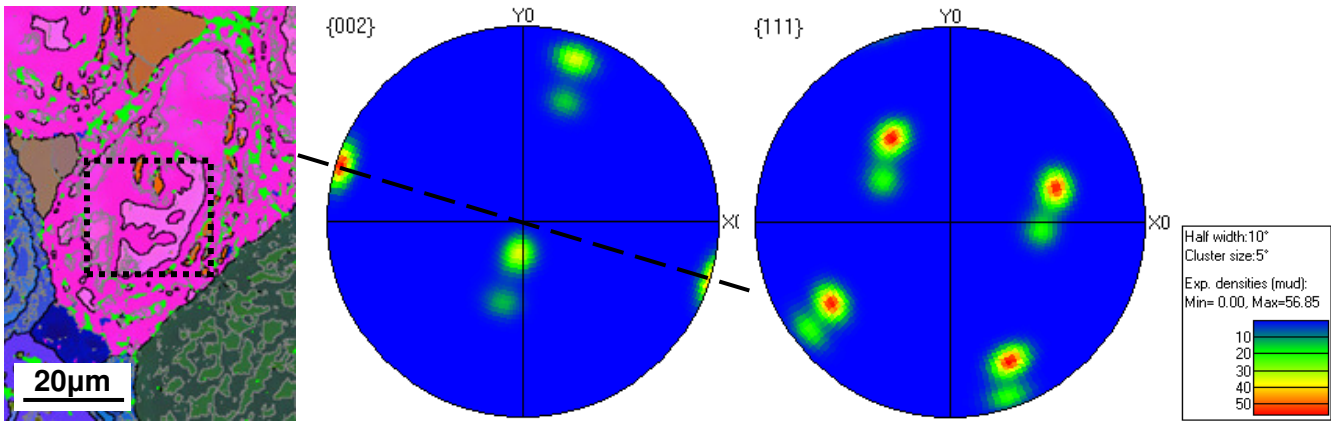 20µm
{002}
Y0
X0
{111}
Y0
X0
Half width:10°
Cluster size:5°
Exp. densities (mud):
Min= 0.00, Max=56.85
10
20
30
40
50